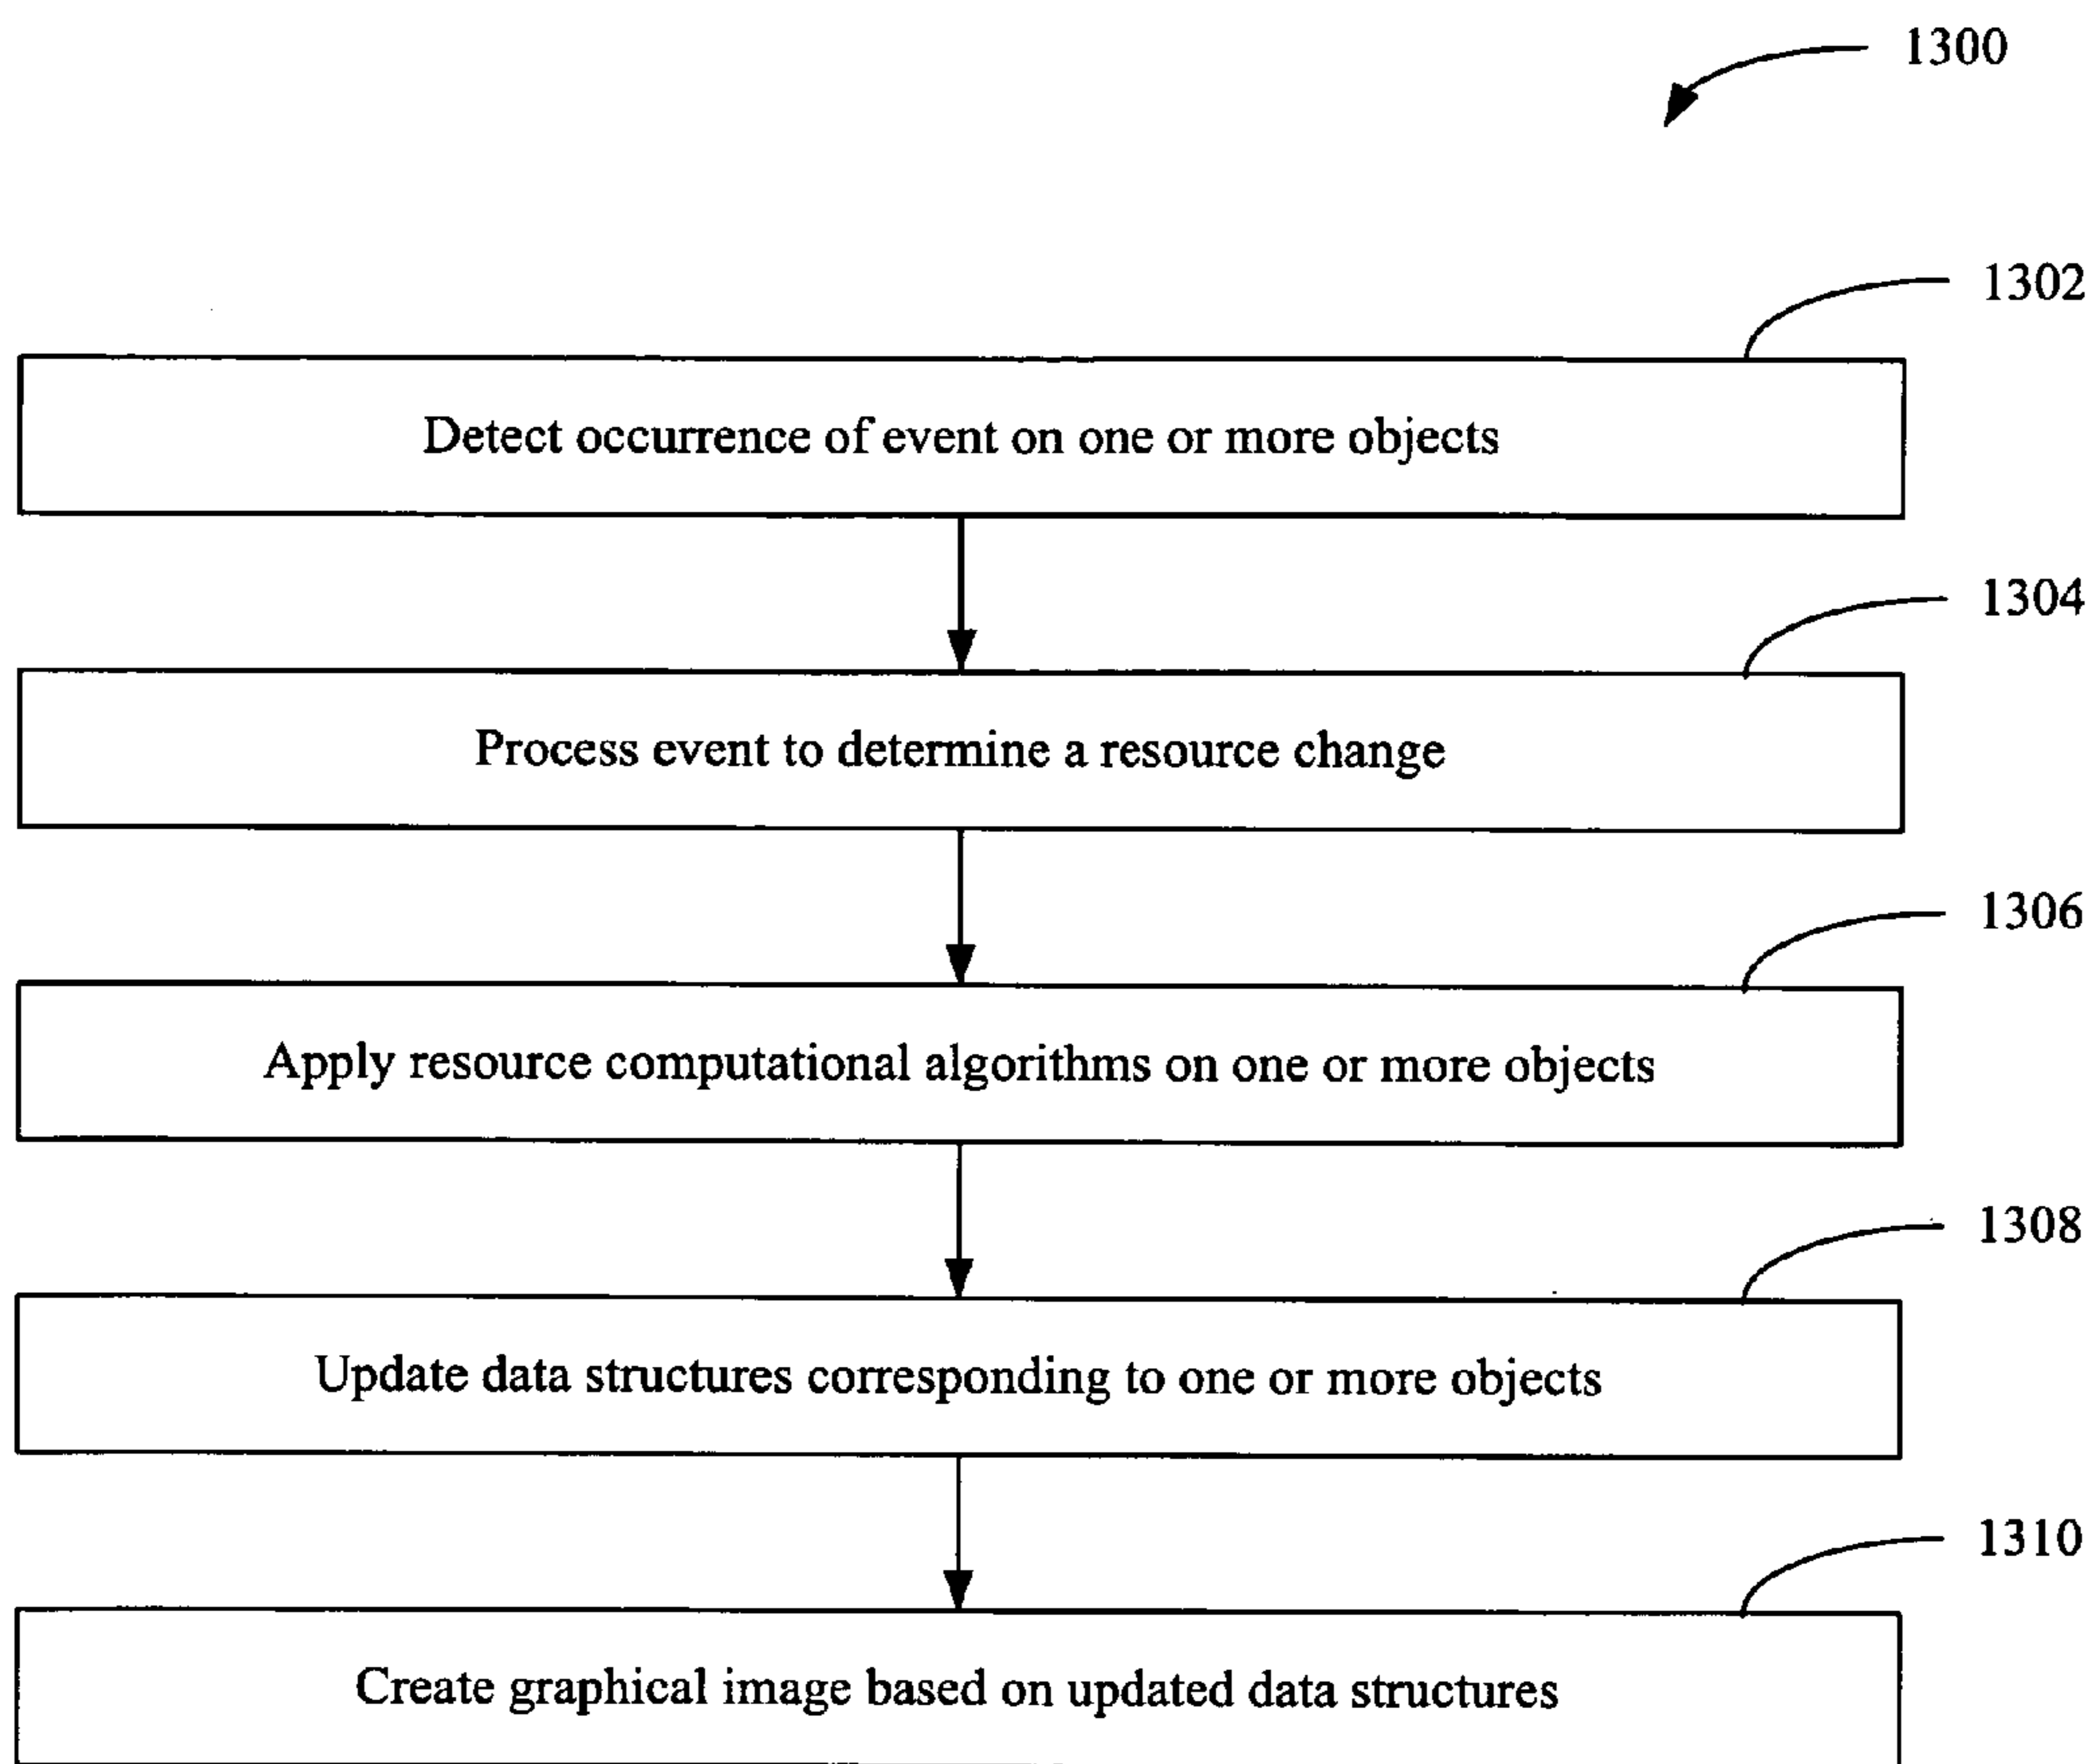 1300
1302
Detect occurrence of event on one or more objects
1304
Process event to determine a resource change
1306
Apply resource computational algorithms on one or more objects
1308
Update data structures corresponding to one or more objects
1310
Create graphical image based on updated data structures